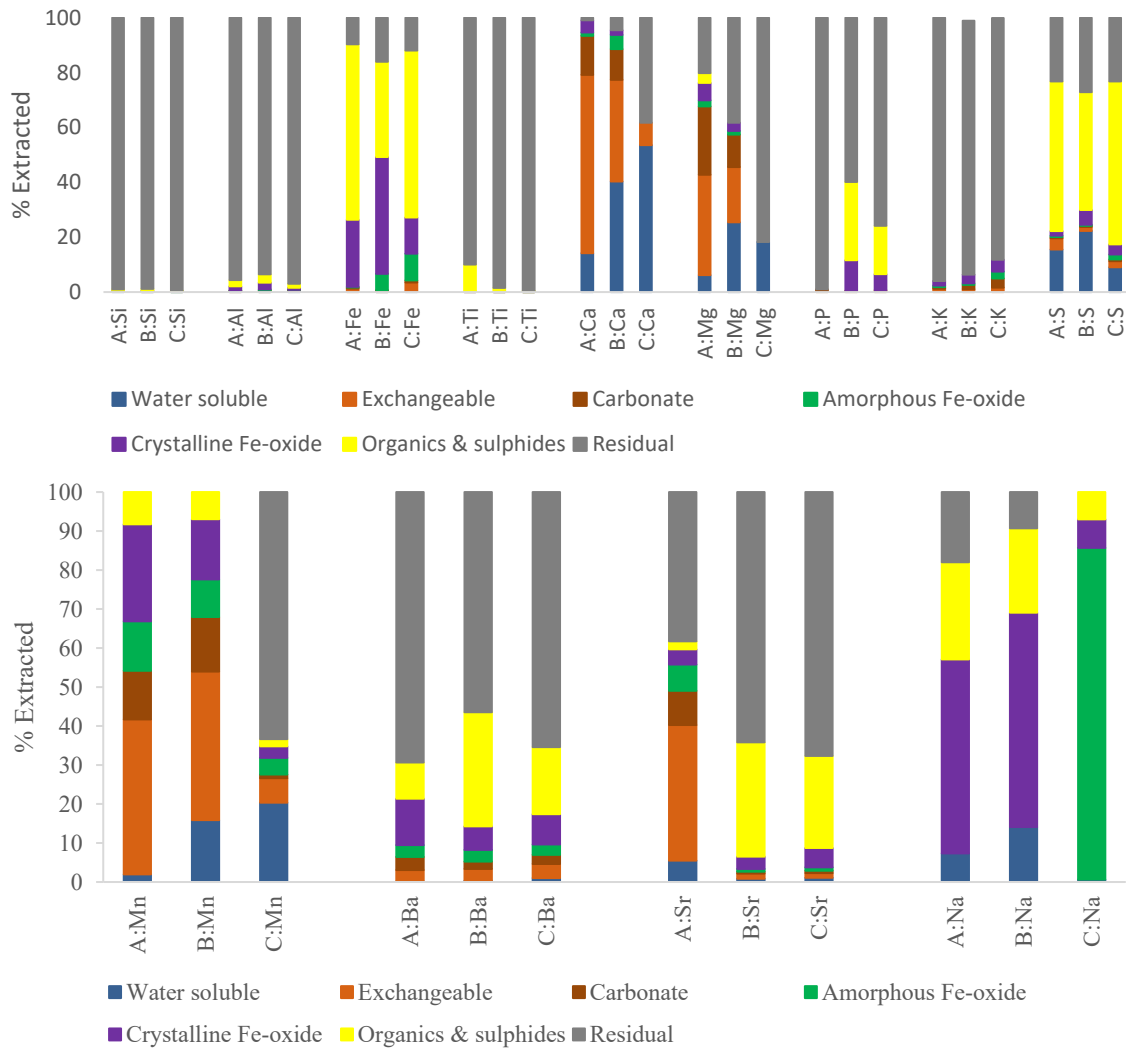 % Extracted
100
80
60
40
20
0
A:Si B:Si C:Si A:Al B:Al C:Al A:Fe B:Fe C:Fe A:Ti B:Ti C:Ti A:Ca B:Ca C:Ca A:Mg B:Mg C:Mg A:P B:P C:P A:K B:K C:K A:S B:S C:S
Water soluble Exchangeable Carbonate Amorphous Fe-oxide
Crystalline Fe-oxide Organics & sulphides Residual
% Extracted
100
90
80
70
60
50
40
30
20
10
0
A:Mn B:Mn C:Mn A:Ba B:Ba C:Ba A:Sr B:Sr C:Sr A:Na B:Na C:Na
Water soluble Exchangeable Carbonate Amorphous Fe-oxide
Crystalline Fe-oxide Organics & sulphides Residual